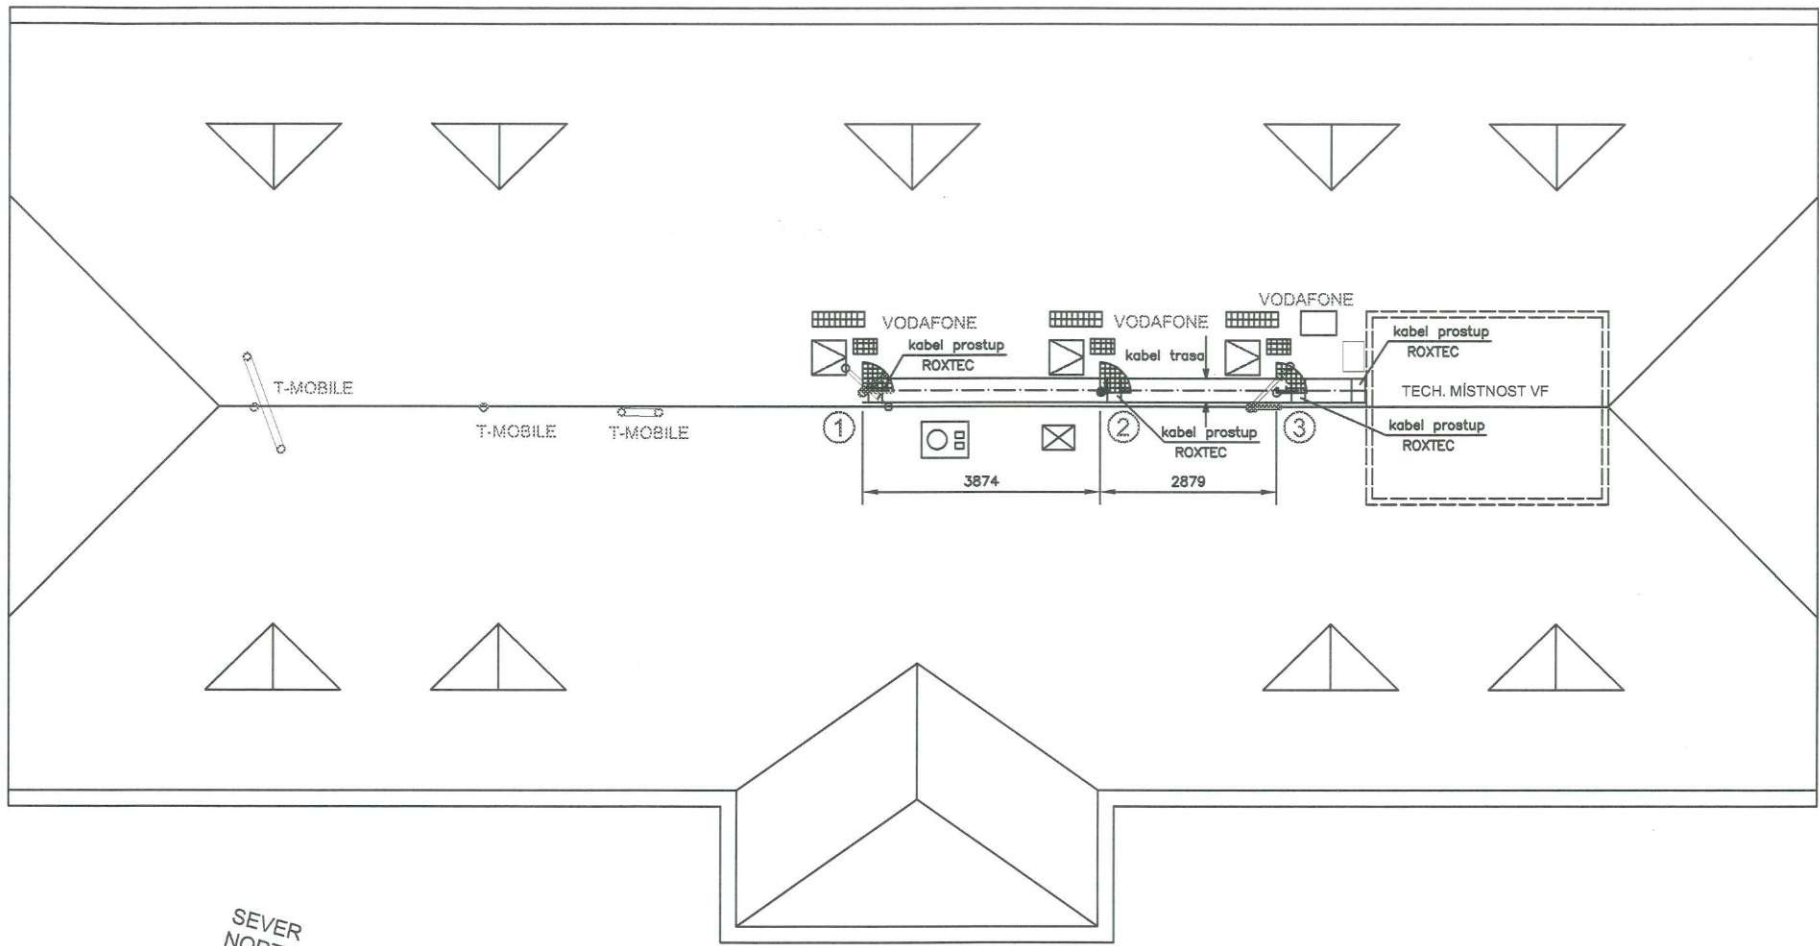 VODAFONE
VODAFONE
VODAFONE
kabel prostup
ROXTEC
kabel trasa
kabel prostup
ROXTEC
T-MOBILE
TECH. MÍSTNOST VF
T-MOBILE
T-MOBILE
1
2
3
kabel prostup
ROXTEC
kabel prostup
ROXTEC
3874
2879
SEVER